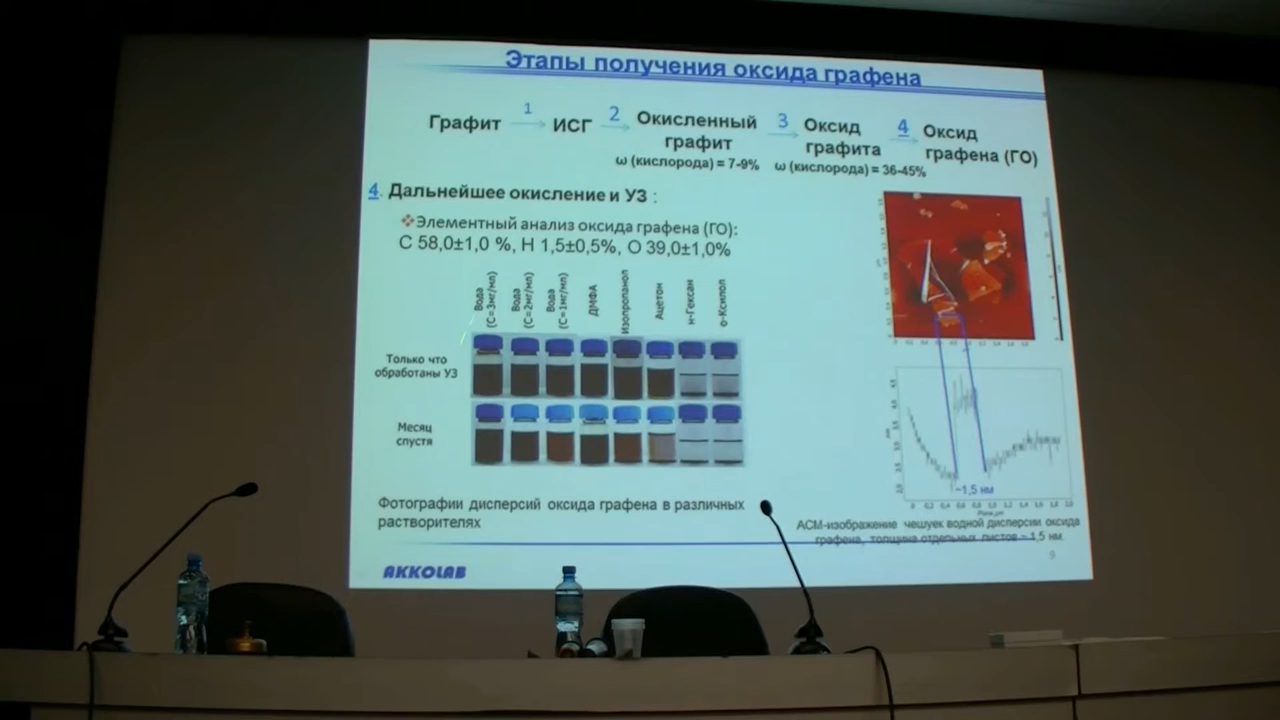 Этапы получения оксида графена
1 2 3 4
Графит ИСГ Окисленный графит Оксид графита Оксид графена (ГО)
ω (кислорода) = 7-9% ω (кислорода) = 36-45%
4. Дальнейшее окисление и УЗ :
Элементный анализ оксида графена (ГО):
С 58,0±1,0 %, Н 1,5±0,5%, О 39,0±1,0%
Вода (С=3мг/мл)
Вода (С=2мг/мл)
Вода (С=1мг/мл)
ДМФА
Изопропанол
Ацетон
н-Гексан
о-Ксилол
Только что
обработаны УЗ
Месяц
спустя
Фотографии дисперсий оксида графена в различных
растворителях
~1,5 нм
АСМ-изображение чешуек водной дисперсии оксида
графена, толщина отдельных листов ~ 1,5 нм
AKKOLAB
9